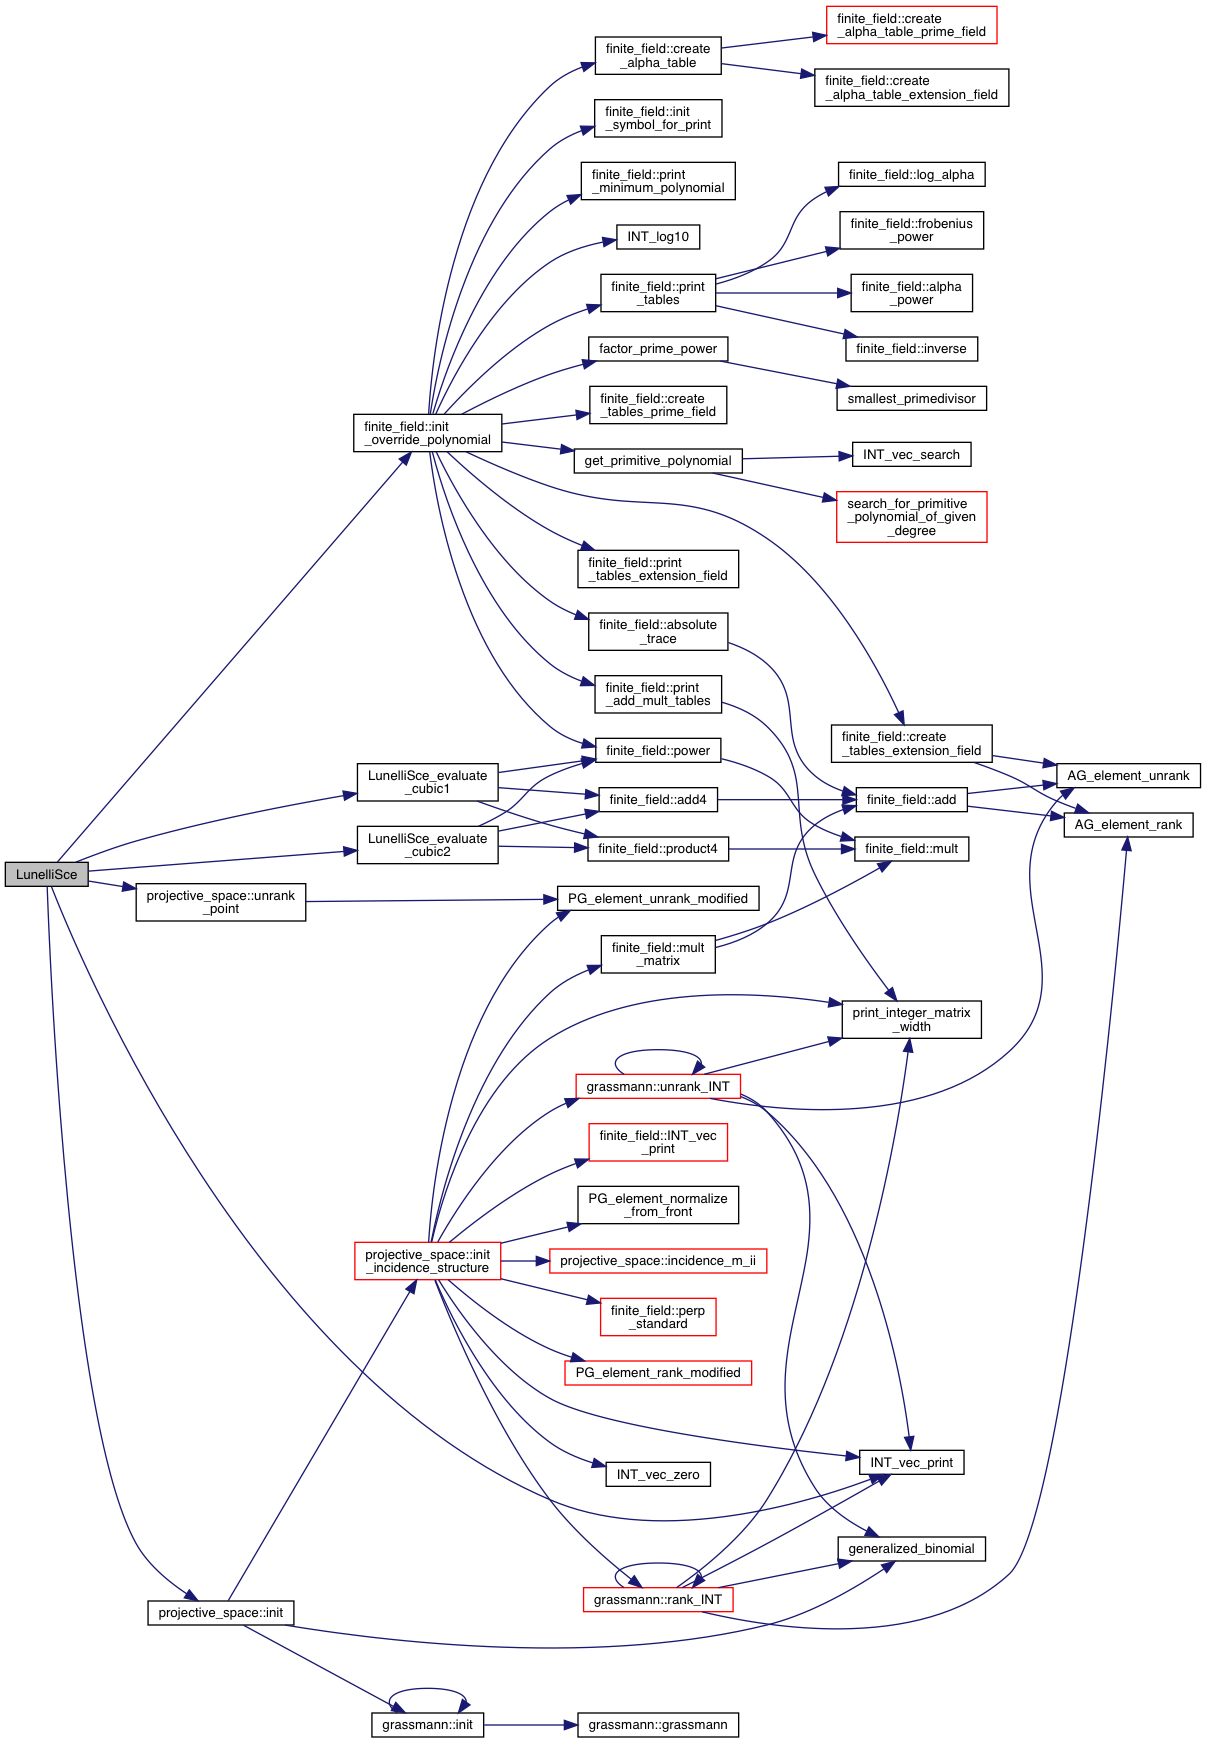 finite_field::create
_alpha_table_prime_field
finite_field::create
_alpha_table
finite_field::create
_alpha_table_extension_field
finite_field::init
_symbol_for_print
finite_field::print
_minimum_polynomial
finite_field::log_alpha
finite_field::frobenius
_power
INT_log10
finite_field::print
_tables
finite_field::alpha
_power
finite_field::inverse
factor_prime_power
smallest_primedivisor
finite_field::create
_tables_prime_field
finite_field::init
_override_polynomial
get_primitive_polynomial
INT_vec_search
search_for_primitive
_polynomial_of_given
_degree
finite_field::print
_tables_extension_field
finite_field::absolute
_trace
finite_field::print
_add_mult_tables
finite_field::create
_tables_extension_field
finite_field::power
LunelliSce_evaluate
_cubic1
AG_element_unrank
finite_field::add4
finite_field::add
AG_element_rank
LunelliSce_evaluate
_cubic2
finite_field::product4
finite_field::mult
LunelliSce
projective_space::unrank
_point
PG_element_unrank_modified
finite_field::mult
_matrix
print_integer_matrix
_width
grassmann::unrank_INT
finite_field::INT_vec
_print
PG_element_normalize
_from_front
projective_space::init
_incidence_structure
projective_space::incidence_m_ii
finite_field::perp
_standard
PG_element_rank_modified
INT_vec_print
INT_vec_zero
generalized_binomial
grassmann::rank_INT
projective_space::init
grassmann::init
grassmann::grassmann